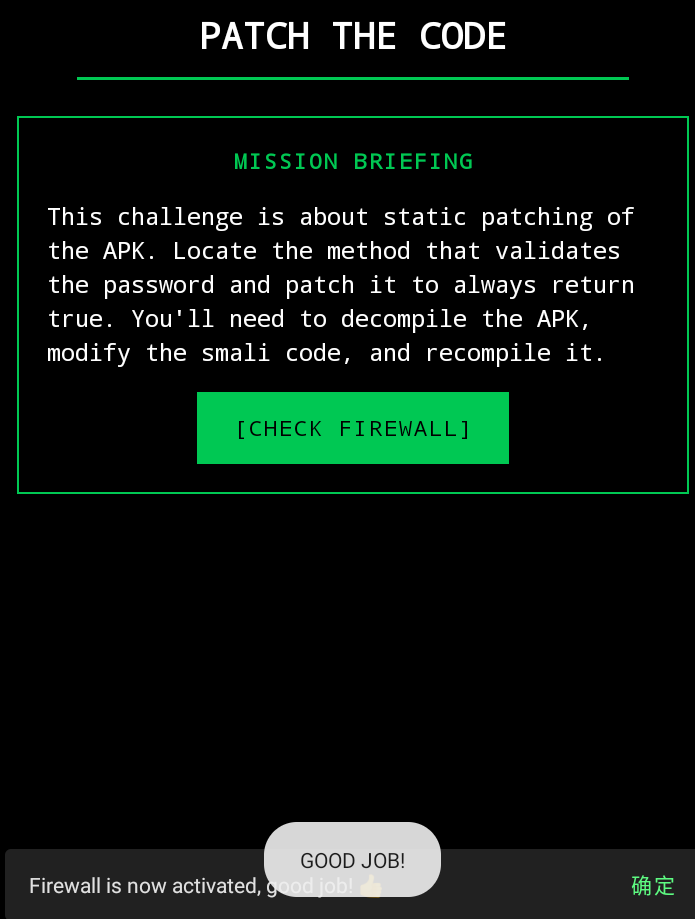 PATCH THE CODE
MISSION BRIEFING
This challenge is about static patching of
the APK. Locate the method that validates
the password and patch it to always return
true. You'll need to decompile the APK,
modify the smali code, and recompile it.
[CHECK FIREWALL]
GOOD JOB!
Firewall is now activated, good job! 👍
确定